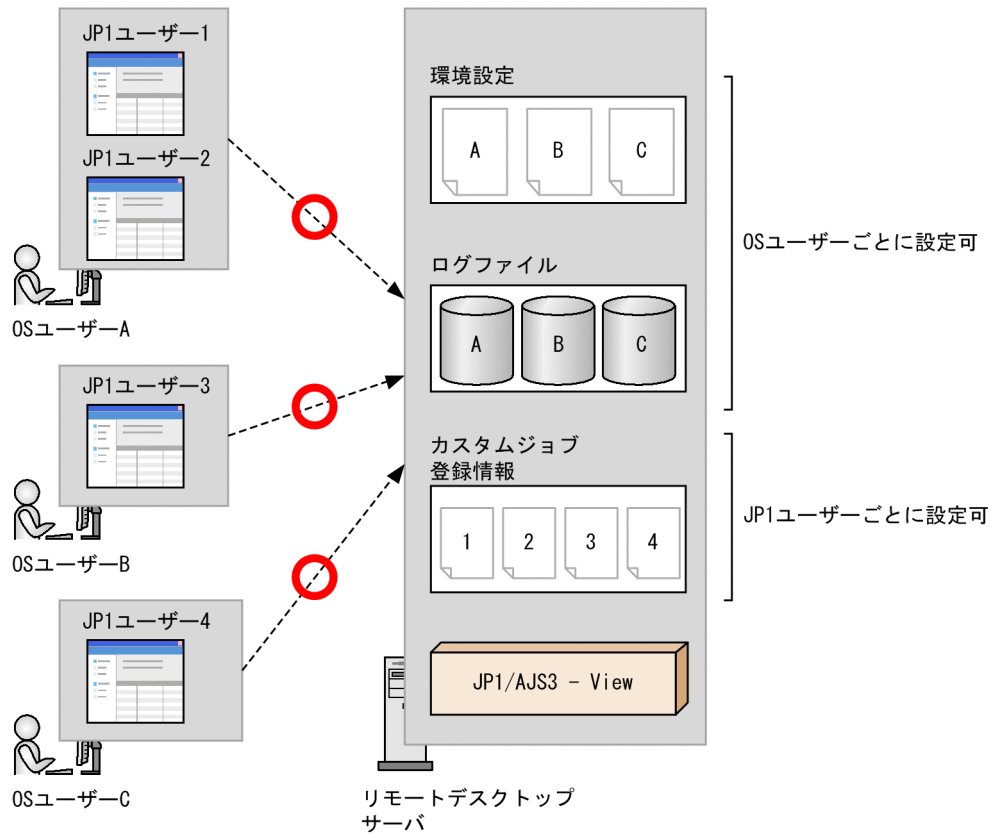 JP1ユーザー1
JP1ユーザー2
OSユーザーA
JP1ユーザー3
OSユーザーB
JP1ユーザー4
OSユーザーC
環境設定
A
B
C
ログファイル
A
B
C
カスタムジョブ
登録情報
1
2
3
4
JP1/AJS3 - View
リモートデスクトップ
サーバ
OSユーザーごとに設定可
JP1ユーザーごとに設定可